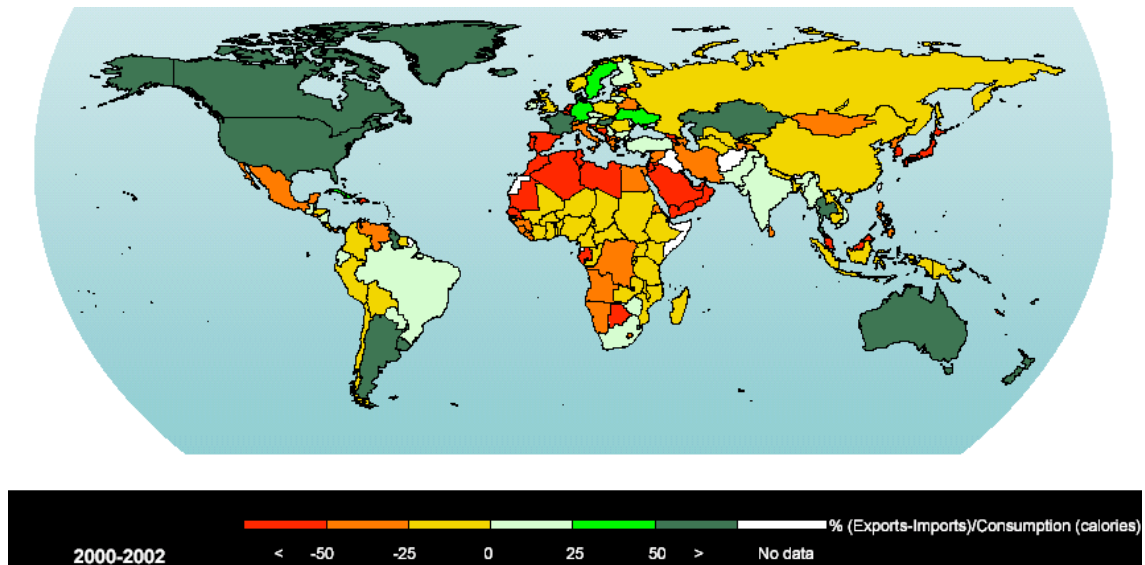 % (Exports-Imports)/Consumption (calories)
2000-2002 < -50 -25 0 25 50 > No data